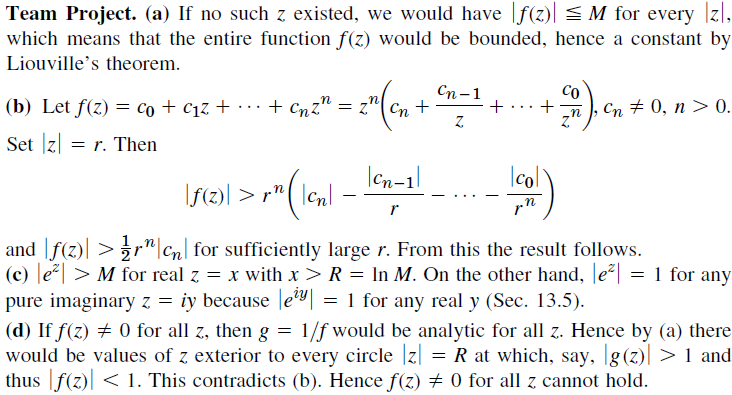 Team Project. (a) If no such z existed, we would have |f(z)| ≦ M for every |z|,
which means that the entire function f(z) would be bounded, hence a constant by
Liouville's theorem.
(b) Let f(z) = c₀ + c₁z + ··· + cₙzⁿ = zⁿ(cₙ + cₙ₋₁/z + ··· + c₀/zⁿ), cₙ ≠ 0, n > 0.
Set |z| = r. Then
|f(z)| > rⁿ(|cₙ| − |cₙ₋₁|/r − ··· − |c₀|/rⁿ)
and |f(z)| > ½rⁿ|cₙ| for sufficiently large r. From this the result follows.
(c) |eᶻ| > M for real z = x with x > R = ln M. On the other hand, |eᶻ| = 1 for any
pure imaginary z = iy because |eⁱʸ| = 1 for any real y (Sec. 13.5).
(d) If f(z) ≠ 0 for all z, then g = 1/f would be analytic for all z. Hence by (a) there
would be values of z exterior to every circle |z| = R at which, say, |g(z)| > 1 and
thus |f(z)| < 1. This contradicts (b). Hence f(z) ≠ 0 for all z cannot hold.